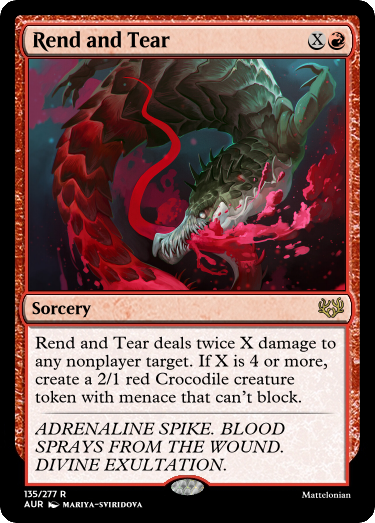 Rend and Tear X
Sorcery
Rend and Tear deals twice X damage to
any nonplayer target. If X is 4 or more,
create a 2/1 red Crocodile creature
token with menace that can't block.
ADRENALINE SPIKE. BLOOD
SPRAYS FROM THE WOUND.
DIVINE EXULTATION.
135/277 R
AUR MARIYA-SVIRIDOVA Mattelonian